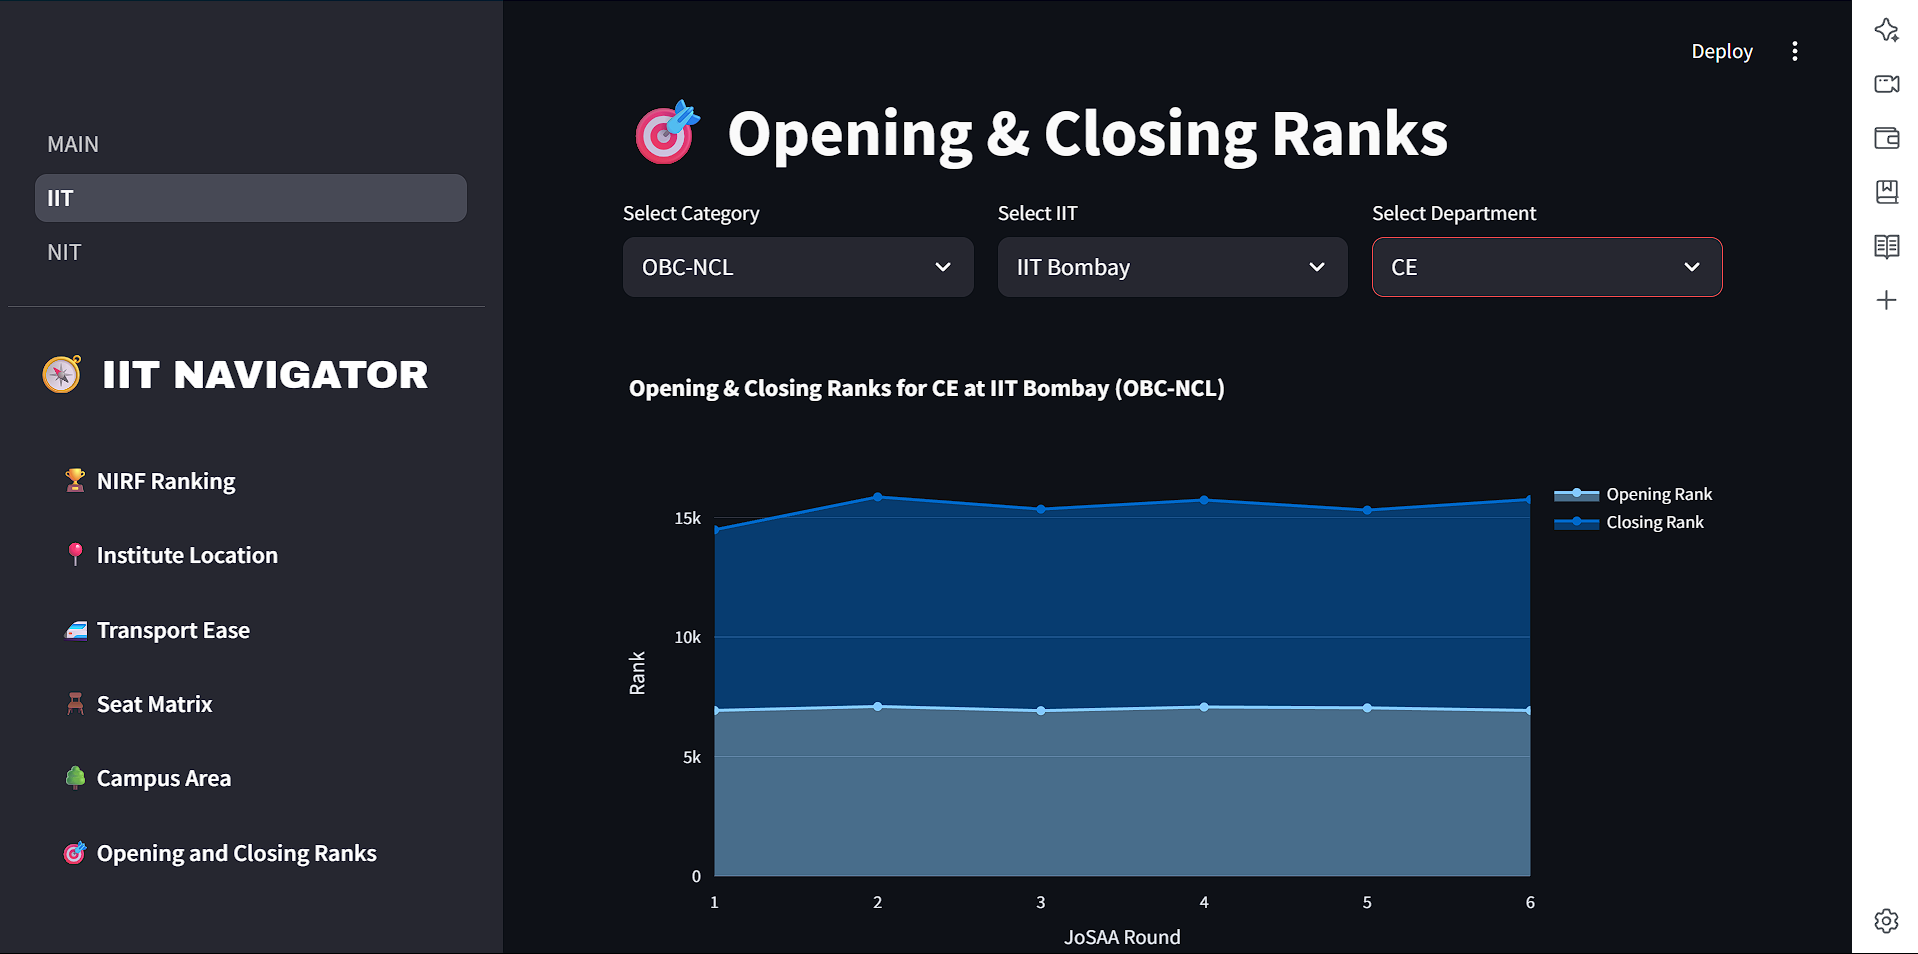 MAIN
IIT
NIT
IIT NAVIGATOR
NIRF Ranking
Institute Location
Transport Ease
Seat Matrix
Campus Area
Opening and Closing Ranks
Deploy
Opening & Closing Ranks
Select Category
Select IIT
Select Department
OBC-NCL
IIT Bombay
CE
Opening & Closing Ranks for CE at IIT Bombay (OBC-NCL)
Opening Rank
Closing Rank
Rank
15k
10k
5k
0
1 2 3 4 5 6
JoSAA Round